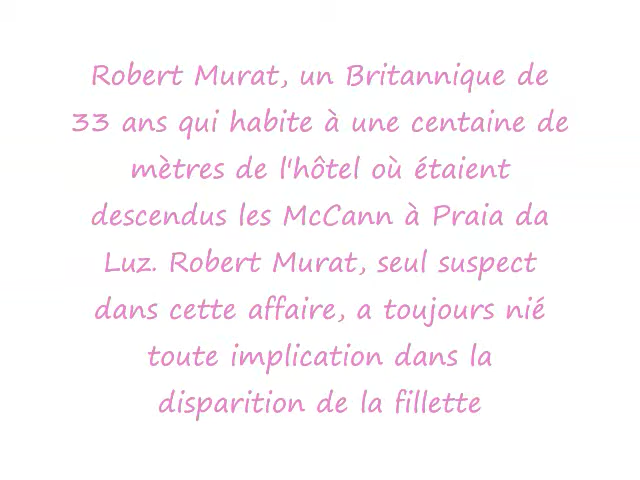 Robert Murat, un Britannique de
33 ans qui habite à une centaine de
mètres de l'hôtel où étaient
descendus les McCann à Praia da
Luz. Robert Murat, seul suspect
dans cette affaire, a toujours nié
toute implication dans la
disparition de la fillette